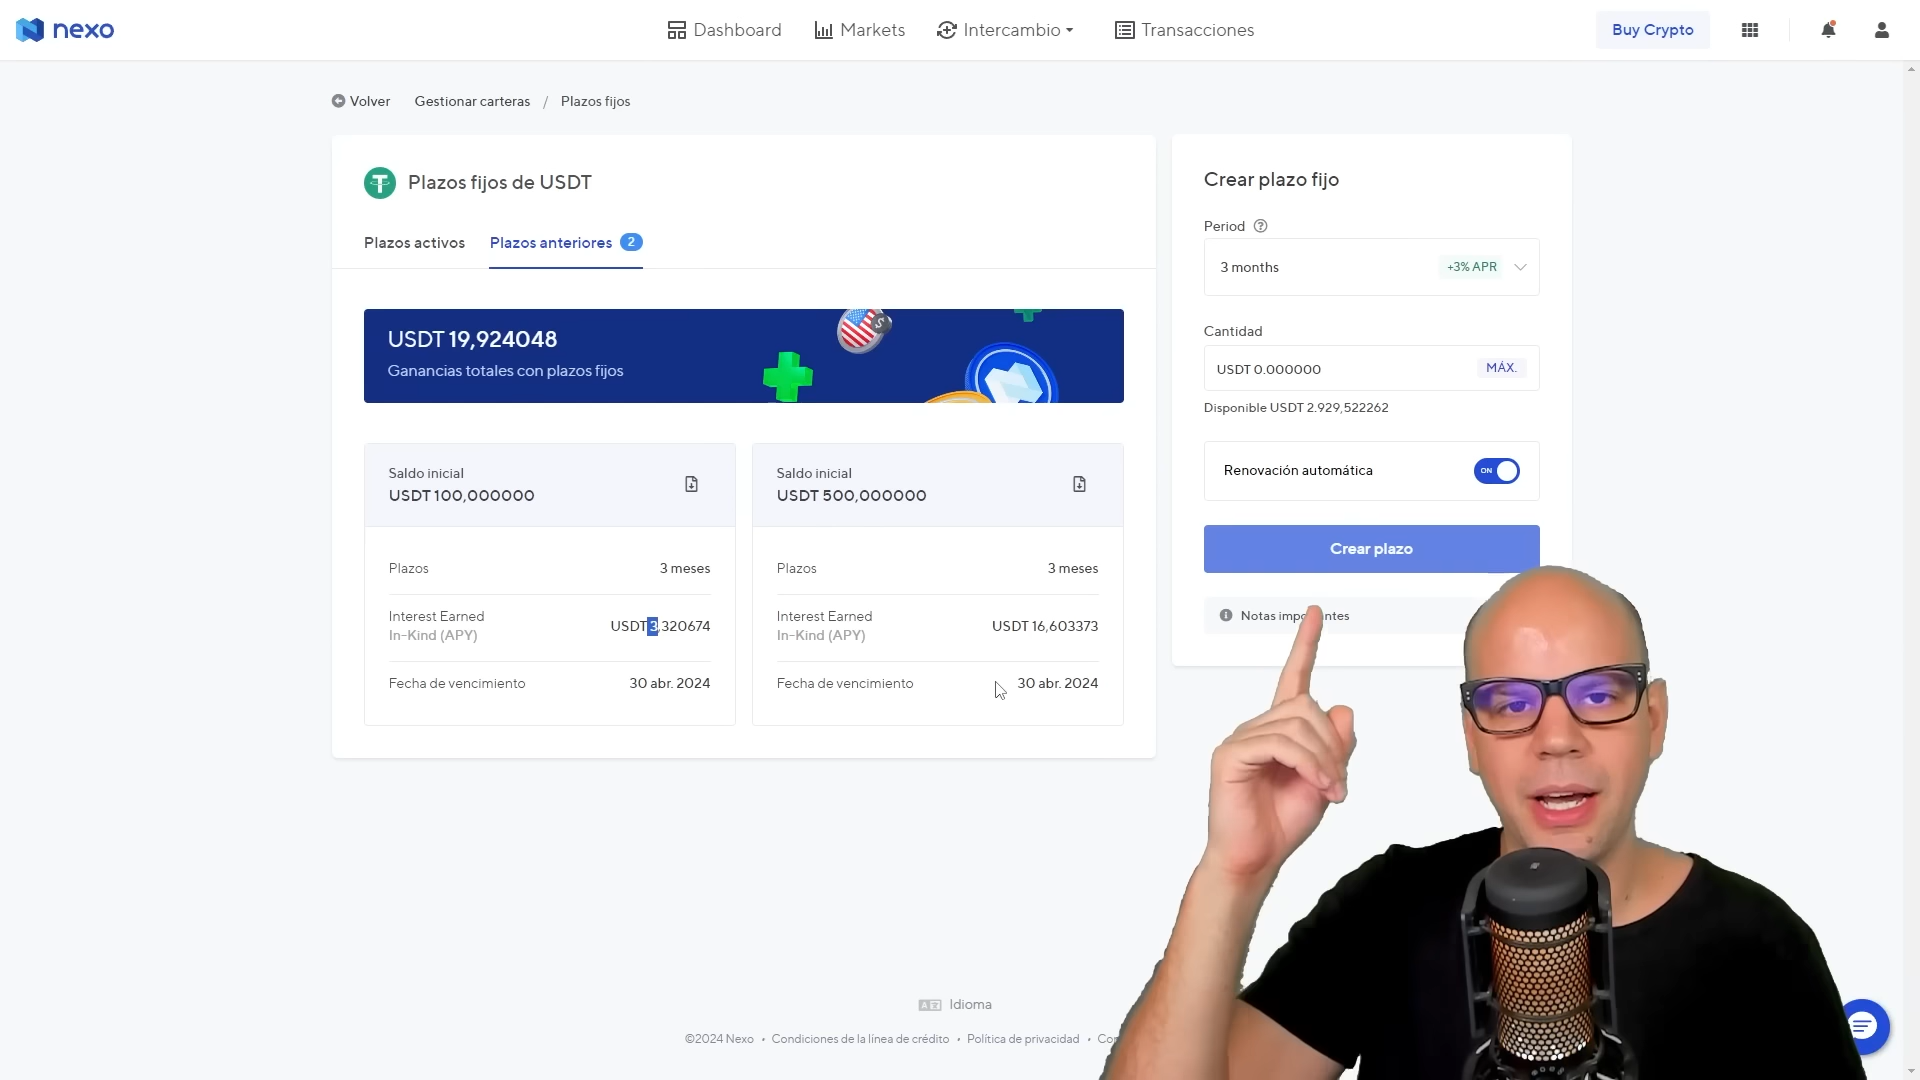 nexo
Dashboard
Markets
Intercambio
Transacciones
Buy Crypto
Volver
Gestionar carteras / Plazos fijos
Plazos fijos de USDT
Plazos activos
Plazos anteriores 2
USDT 19,924048
Ganancias totales con plazos fijos
Saldo inicial
USDT 100,000000
Plazos
3 meses
Interest Earned
In-Kind (APY)
USDT 3,320674
Fecha de vencimiento
30 abr. 2024
Saldo inicial
USDT 500,000000
Plazos
3 meses
Interest Earned
In-Kind (APY)
USDT 16,603373
Fecha de vencimiento
30 abr. 2024
Crear plazo fijo
Period
3 months
+3% APR
Cantidad
USDT 0.000000
MÁX.
Disponible USDT 2.929,522262
Renovación automática
ON
Crear plazo
Notas
Idioma
©2024 Nexo • Condiciones de la línea de crédito • Política de privacidad •